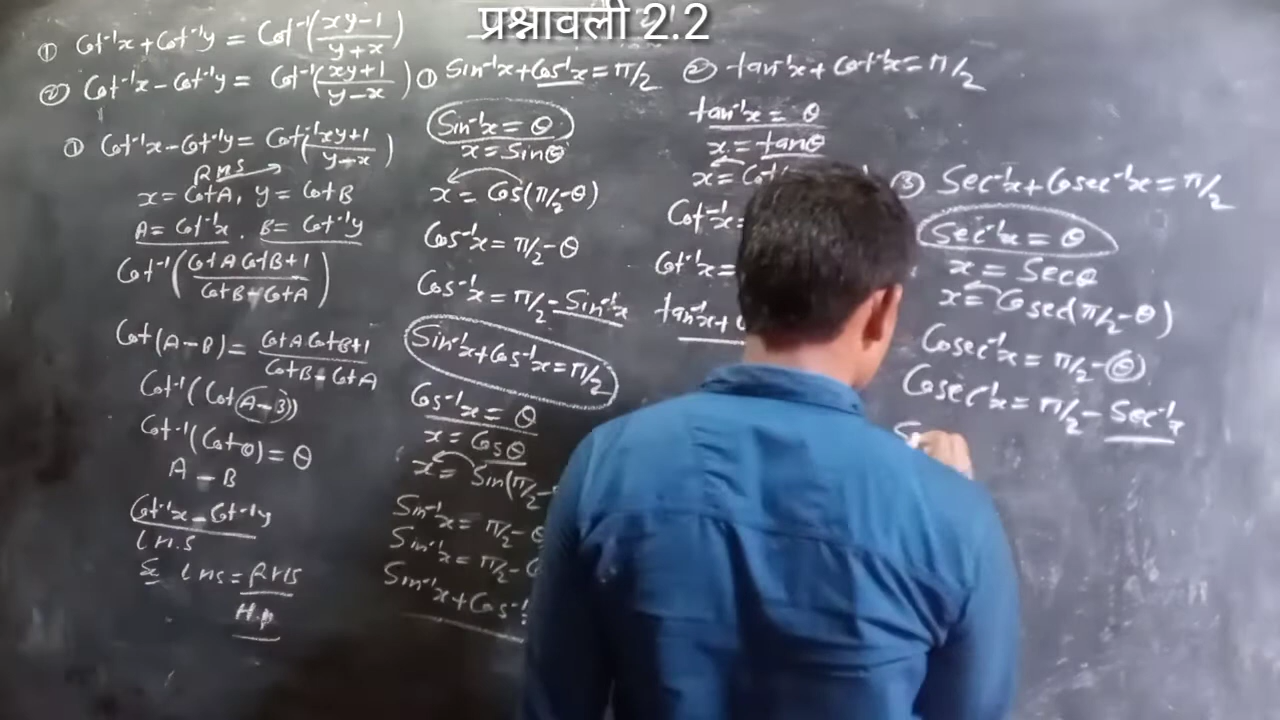 प्रश्नावली 2.2
① Cot⁻¹x + Cot⁻¹y = Cot⁻¹(xy-1/y+x)
② Cot⁻¹x - Cot⁻¹y = Cot⁻¹(xy+1/y-x)
① Cot⁻¹x - Cot⁻¹y = Cot⁻¹(xy+1/y-x)
R.H.S
x = CotA, y = CotB
A = Cot⁻¹x, B = Cot⁻¹y
Cot⁻¹(CotA CotB+1/CotB-CotA)
Cot(A-B) = CotA CotB+1/CotB-CotA
Cot⁻¹(Cot(A-B))
Cot⁻¹(Cotθ) = θ
A-B
Cot⁻¹x - Cot⁻¹y
LH.S
LHS = RHS
H.p
① Sin⁻¹x + Cos⁻¹x = π/2
Sin⁻¹x = θ
x = Sinθ
x = Cos(π/2-θ)
Cos⁻¹x = π/2-θ
Cos⁻¹x = π/2-Sin⁻¹x
Sin⁻¹x + Cos⁻¹x = π/2
Cos⁻¹x = θ
x = Cosθ
x = Sin(π/2-
Sin⁻¹x = π/2-θ
Sin⁻¹x = π/2-C
Sin⁻¹x + Cos⁻¹
② tan⁻¹x + Cot⁻¹x = π/2
tan⁻¹x = θ
x = tanθ
x = Cot(
Cot⁻¹x =
Cot⁻¹x =
tan⁻¹x +
③ Sec⁻¹x + Cosec⁻¹x = π/2
Sec⁻¹x = θ
x = Secθ
x = Cosec(π/2-θ)
Cosec⁻¹x = π/2-θ
Cosec⁻¹x = π/2-Sec⁻¹x
S